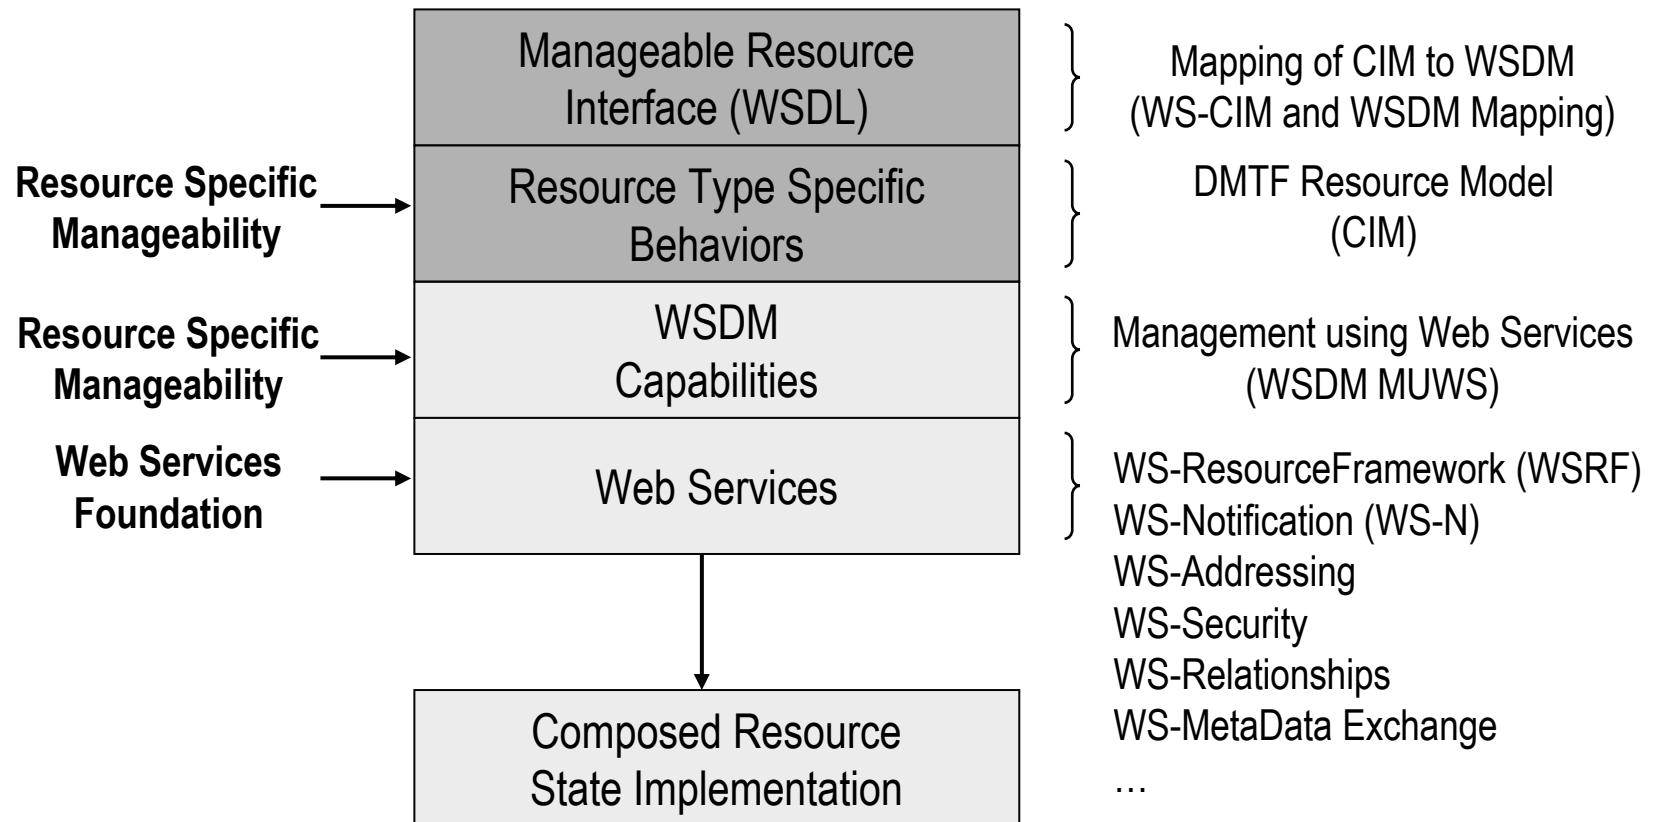 Manageable Resource
Interface (WSDL)
Mapping of CIM to WSDM
(WS-CIM and WSDM Mapping)
Resource Specific
Manageability
Resource Type Specific
Behaviors
DMTF Resource Model
(CIM)
Resource Specific
Manageability
WSDM
Capabilities
Management using Web Services
(WSDM MUWS)
Web Services
Foundation
Web Services
WS-ResourceFramework (WSRF)
WS-Notification (WS-N)
WS-Addressing
WS-Security
WS-Relationships
WS-MetaData Exchange
…
Composed Resource
State Implementation